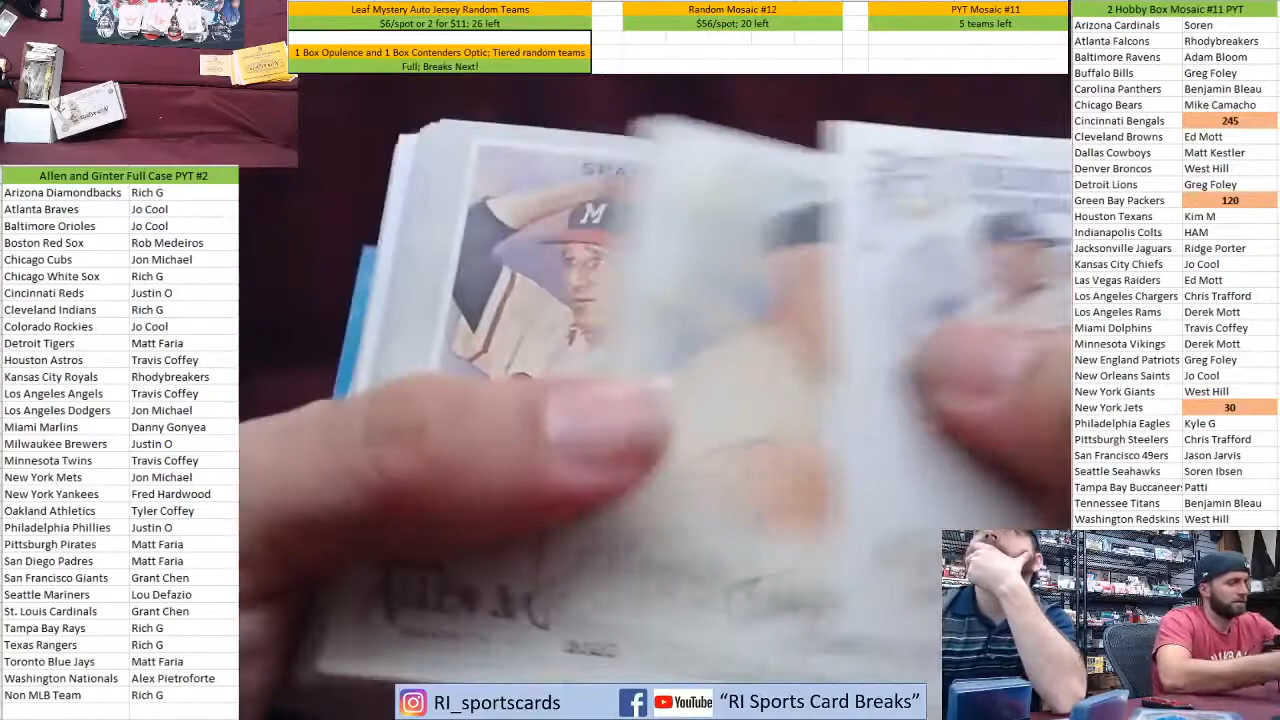 Leaf Mystery Auto Jersey Random Teams
$6/spot or 2 for $11; 26 left
1 Box Opulence and 1 Box Contenders Optic; Tiered random teams
Full; Breaks Next!
Random Mosaic #12
$56/spot; 20 left
PYT Mosaic #11
5 teams left
2 Hobby Box Mosaic #11 PYT
Arizona Cardinals Soren
Atlanta Falcons Rhodybreakers
Baltimore Ravens Adam Bloom
Buffalo Bills Greg Foley
Carolina Panthers Benjamin Bleau
Chicago Bears Mike Camacho
Cincinnati Bengals 245
Cleveland Browns Ed Mott
Dallas Cowboys Matt Kestler
Denver Broncos West Hill
Detroit Lions Greg Foley
Green Bay Packers 120
Houston Texans Kim M
Indianapolis Colts HAM
Jacksonville Jaguars Ridge Porter
Kansas City Chiefs Jo Cool
Las Vegas Raiders Ed Mott
Los Angeles Chargers Chris Trafford
Los Angeles Rams Derek Mott
Miami Dolphins Travis Coffey
Minnesota Vikings Derek Mott
New England Patriots Greg Foley
New Orleans Saints Jo Cool
New York Giants West Hill
New York Jets 30
Philadelphia Eagles Kyle G
Pittsburgh Steelers Chris Trafford
San Francisco 49ers Jason Jarvis
Seattle Seahawks Soren Ibsen
Tampa Bay Buccaneers Patti
Tennessee Titans Benjamin Bleau
Washington Redskins West Hill
Allen and Ginter Full Case PYT #2
Arizona Diamondbacks Rich G
Atlanta Braves Jo Cool
Baltimore Orioles Jo Cool
Boston Red Sox Rob Medeiros
Chicago Cubs Jon Michael
Chicago White Sox Rich G
Cincinnati Reds Justin O
Cleveland Indians Rich G
Colorado Rockies Jo Cool
Detroit Tigers Matt Faria
Houston Astros Travis Coffey
Kansas City Royals Rhodybreakers
Los Angeles Angels Travis Coffey
Los Angeles Dodgers Jon Michael
Miami Marlins Danny Gonyea
Milwaukee Brewers Justin O
Minnesota Twins Travis Coffey
New York Mets Jon Michael
New York Yankees Fred Hardwood
Oakland Athletics Tyler Coffey
Philadelphia Phillies Justin O
Pittsburgh Pirates Matt Faria
San Diego Padres Matt Faria
San Francisco Giants Grant Chen
Seattle Mariners Lou Defazio
St. Louis Cardinals Grant Chen
Tampa Bay Rays Rich G
Texas Rangers Rich G
Toronto Blue Jays Matt Faria
Washington Nationals Alex Pietroforte
Non MLB Team Rich G
M
RI_sportscards
YouTube
“RI Sports Card Breaks”